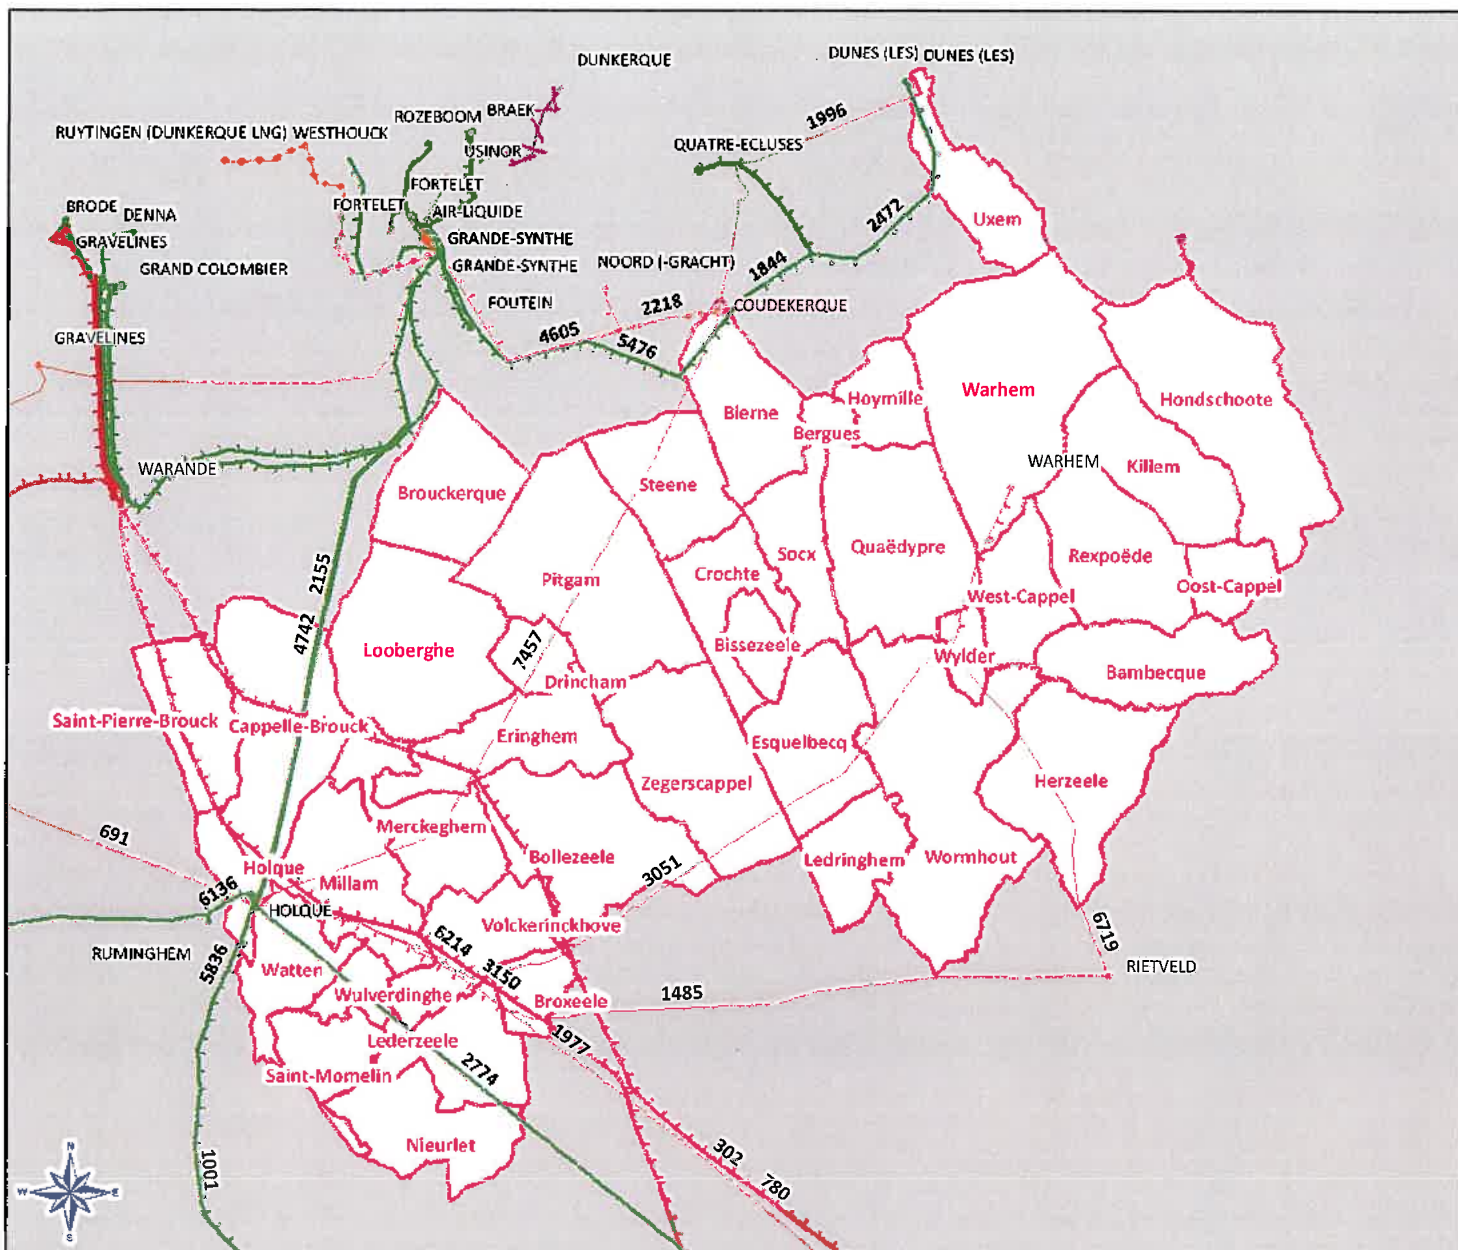 DUNES (LES) DUNES (LES)
DUNKERQUE
ROZEBOOM
BRAEK
1996
RUYTINGEN (DUNKERQUE LNG)
WESTHOUCK
USINOR
QUATRE-ECLUSES
FORTELET
FORTELET
BRODE
DENNA
AIR-LIQUIDE
2472
Uxem
GRAVELINES
GRANDE-SYNTHE
GRAND COLOMBIER
GRANDE-SYNTHE
NOORD (-GRACHT)
1844
FOUTEIN
2218
COUDEKERQUE
GRAVELINES
4605
5476
Warhem
Hoymille
Hondschoote
Bierne
Bergues
WARANDE
WARHEM
Killem
Brouckerque
Steene
Socx
Quaëdypre
Rexpoëde
2155
Pitgam
Crochte
West-Cappel
Oost-Cappel
4742
Looberghe
7457
Bissezeele
Wylder
Drincham
Bambecque
Saint-Pierre-Brouck
Cappelle-Brouck
Eringhem
Esquelbecq
Zegerscappel
Herzeele
691
Merckeghem
Bollezeele
Ledringhem
Wormhout
Holque
Millam
3051
6136
HOLQUE
Volckerinckhove
6719
RUMINGHEM
5836
Watten
6214
3150
RIETVELD
Wulverdinghe
Broxeele
1485
Lederzeele
1977
Saint-Momelin
2774
Nieurlet
1001
302
780
N
W
E
S